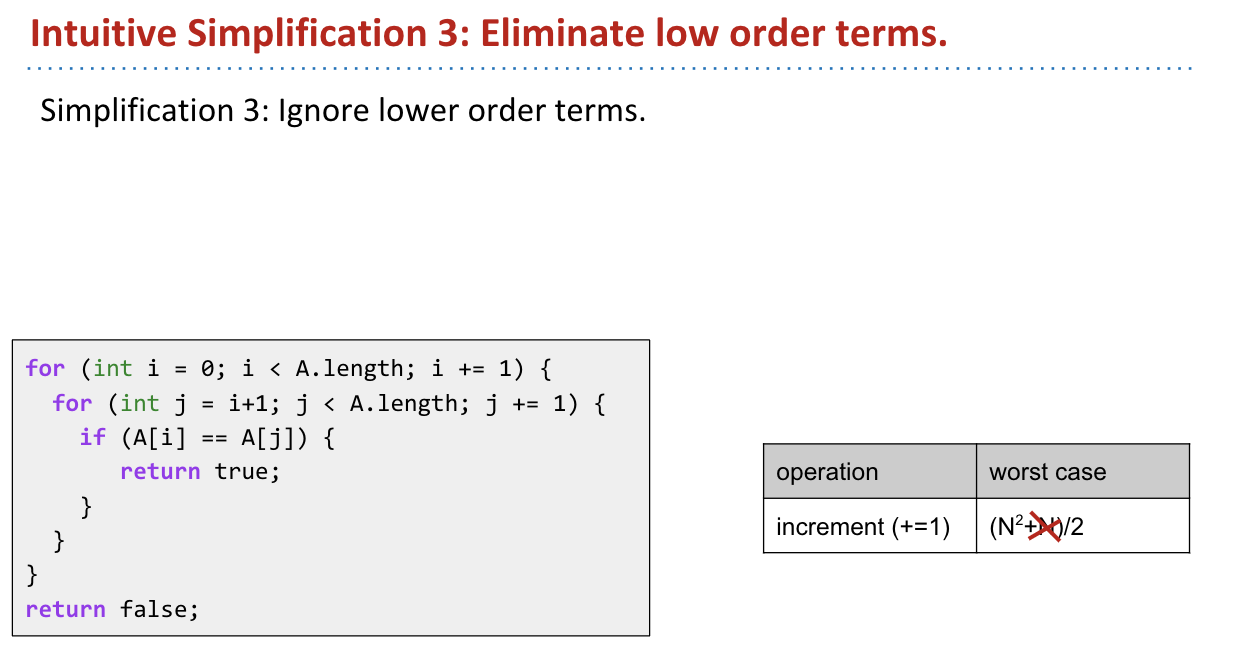 Intuitive Simplification 3: Eliminate low order terms.
Simplification 3: Ignore lower order terms.
for (int i = 0; i < A.length; i += 1) {
  for (int j = i+1; j < A.length; j += 1) {
    if (A[i] == A[j]) {
       return true;
    }
  }
}
return false;
operation worst case
increment (+=1) (N²+N)/2